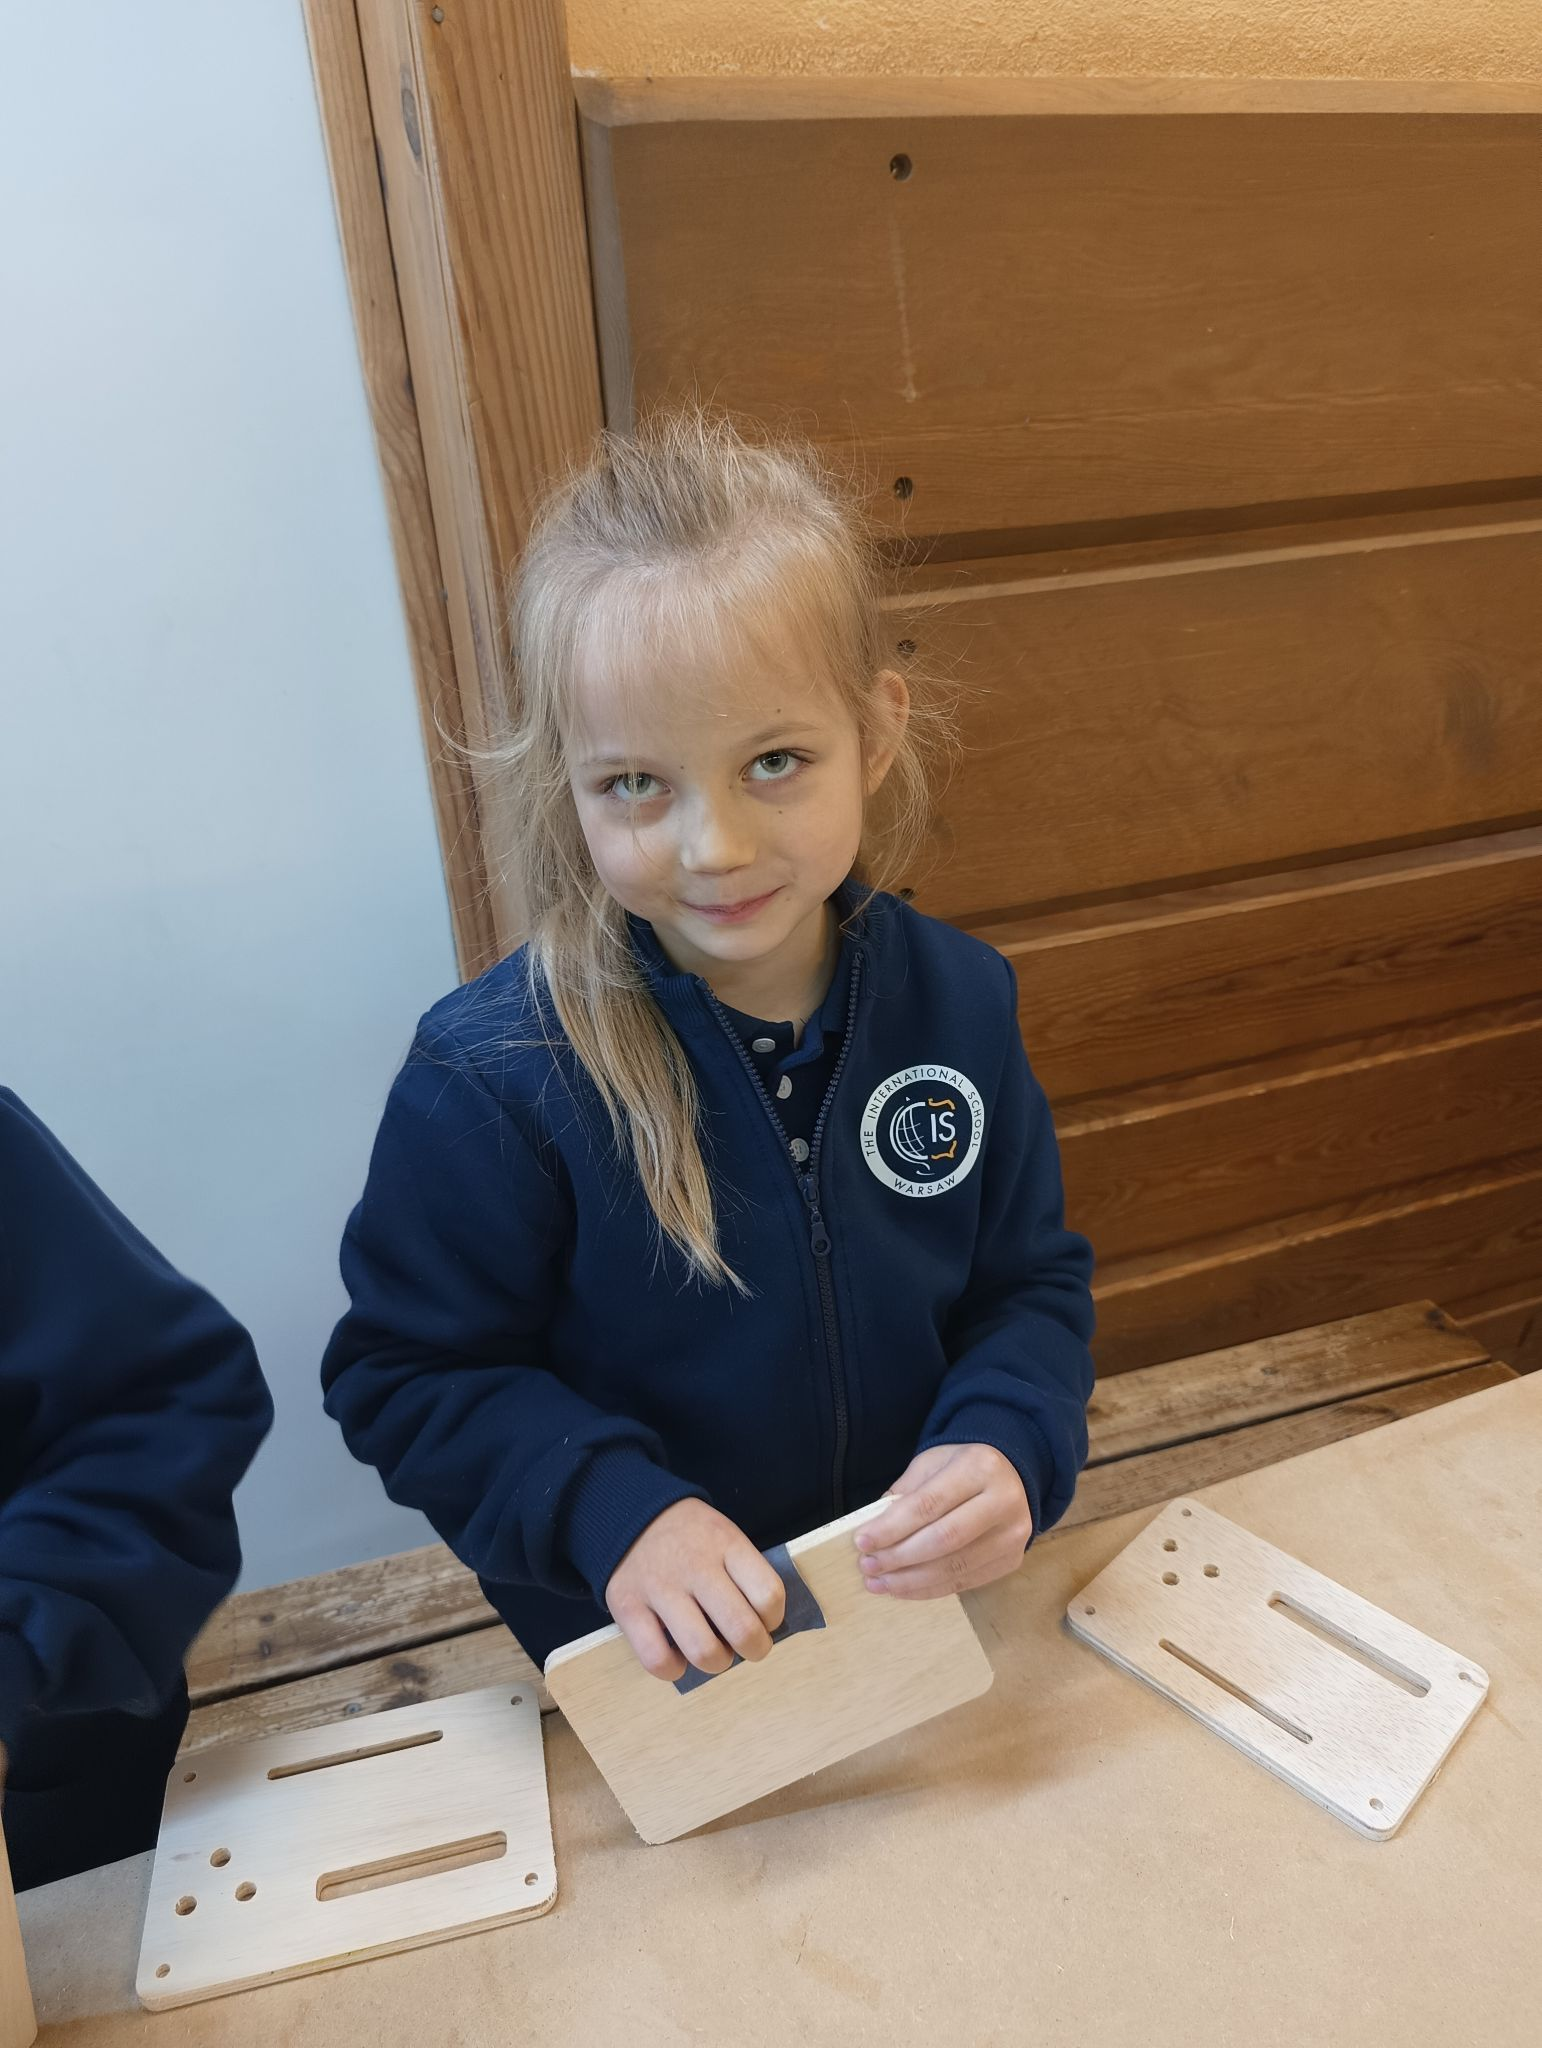 THE INTERNATIONAL SCHOOL
IS
WARSAW